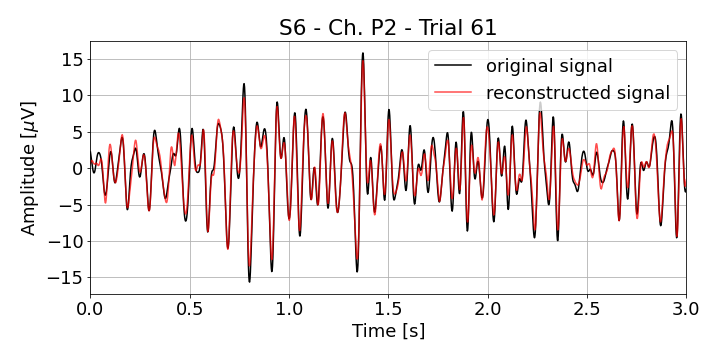 S6 - Ch. P2 - Trial 61
original signal
reconstructed signal
Amplitude [μV]
15
10
5
0
−5
−10
−15
0.0 0.5 1.0 1.5 2.0 2.5 3.0
Time [s]